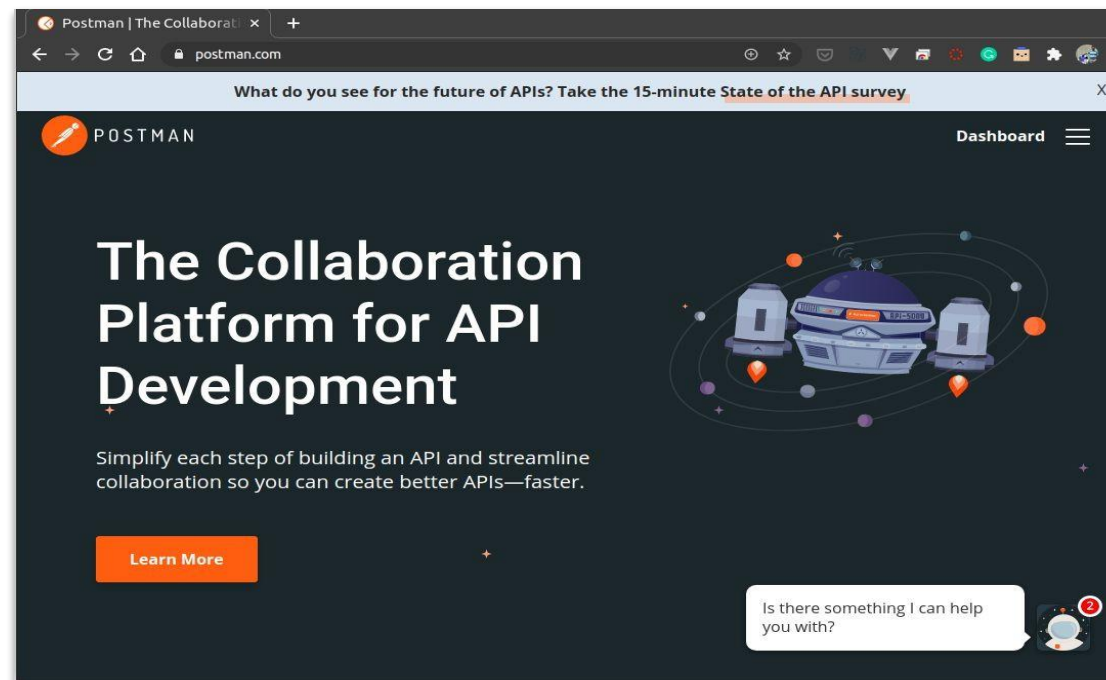 Postman | The Collaborati
postman.com
What do you see for the future of APIs? Take the 15-minute State of the API survey X
POSTMAN
Dashboard
The Collaboration
Platform for API
Development
API-5000
Simplify each step of building an API and streamline
collaboration so you can create better APIs—faster.
Learn More
Is there something I can help
you with?
2